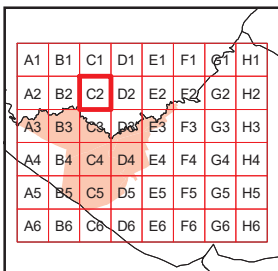 A1 B1 C1 D1 E1 F1 G1 H1
A2 B2 C2 D2 E2 F2 G2 H2
A3 B3 C3 D3 E3 F3 G3 H3
A4 B4 C4 D4 E4 F4 G4 H4
A5 B5 C5 D5 E5 F5 G5 H5
A6 B6 C6 D6 E6 F6 G6 H6